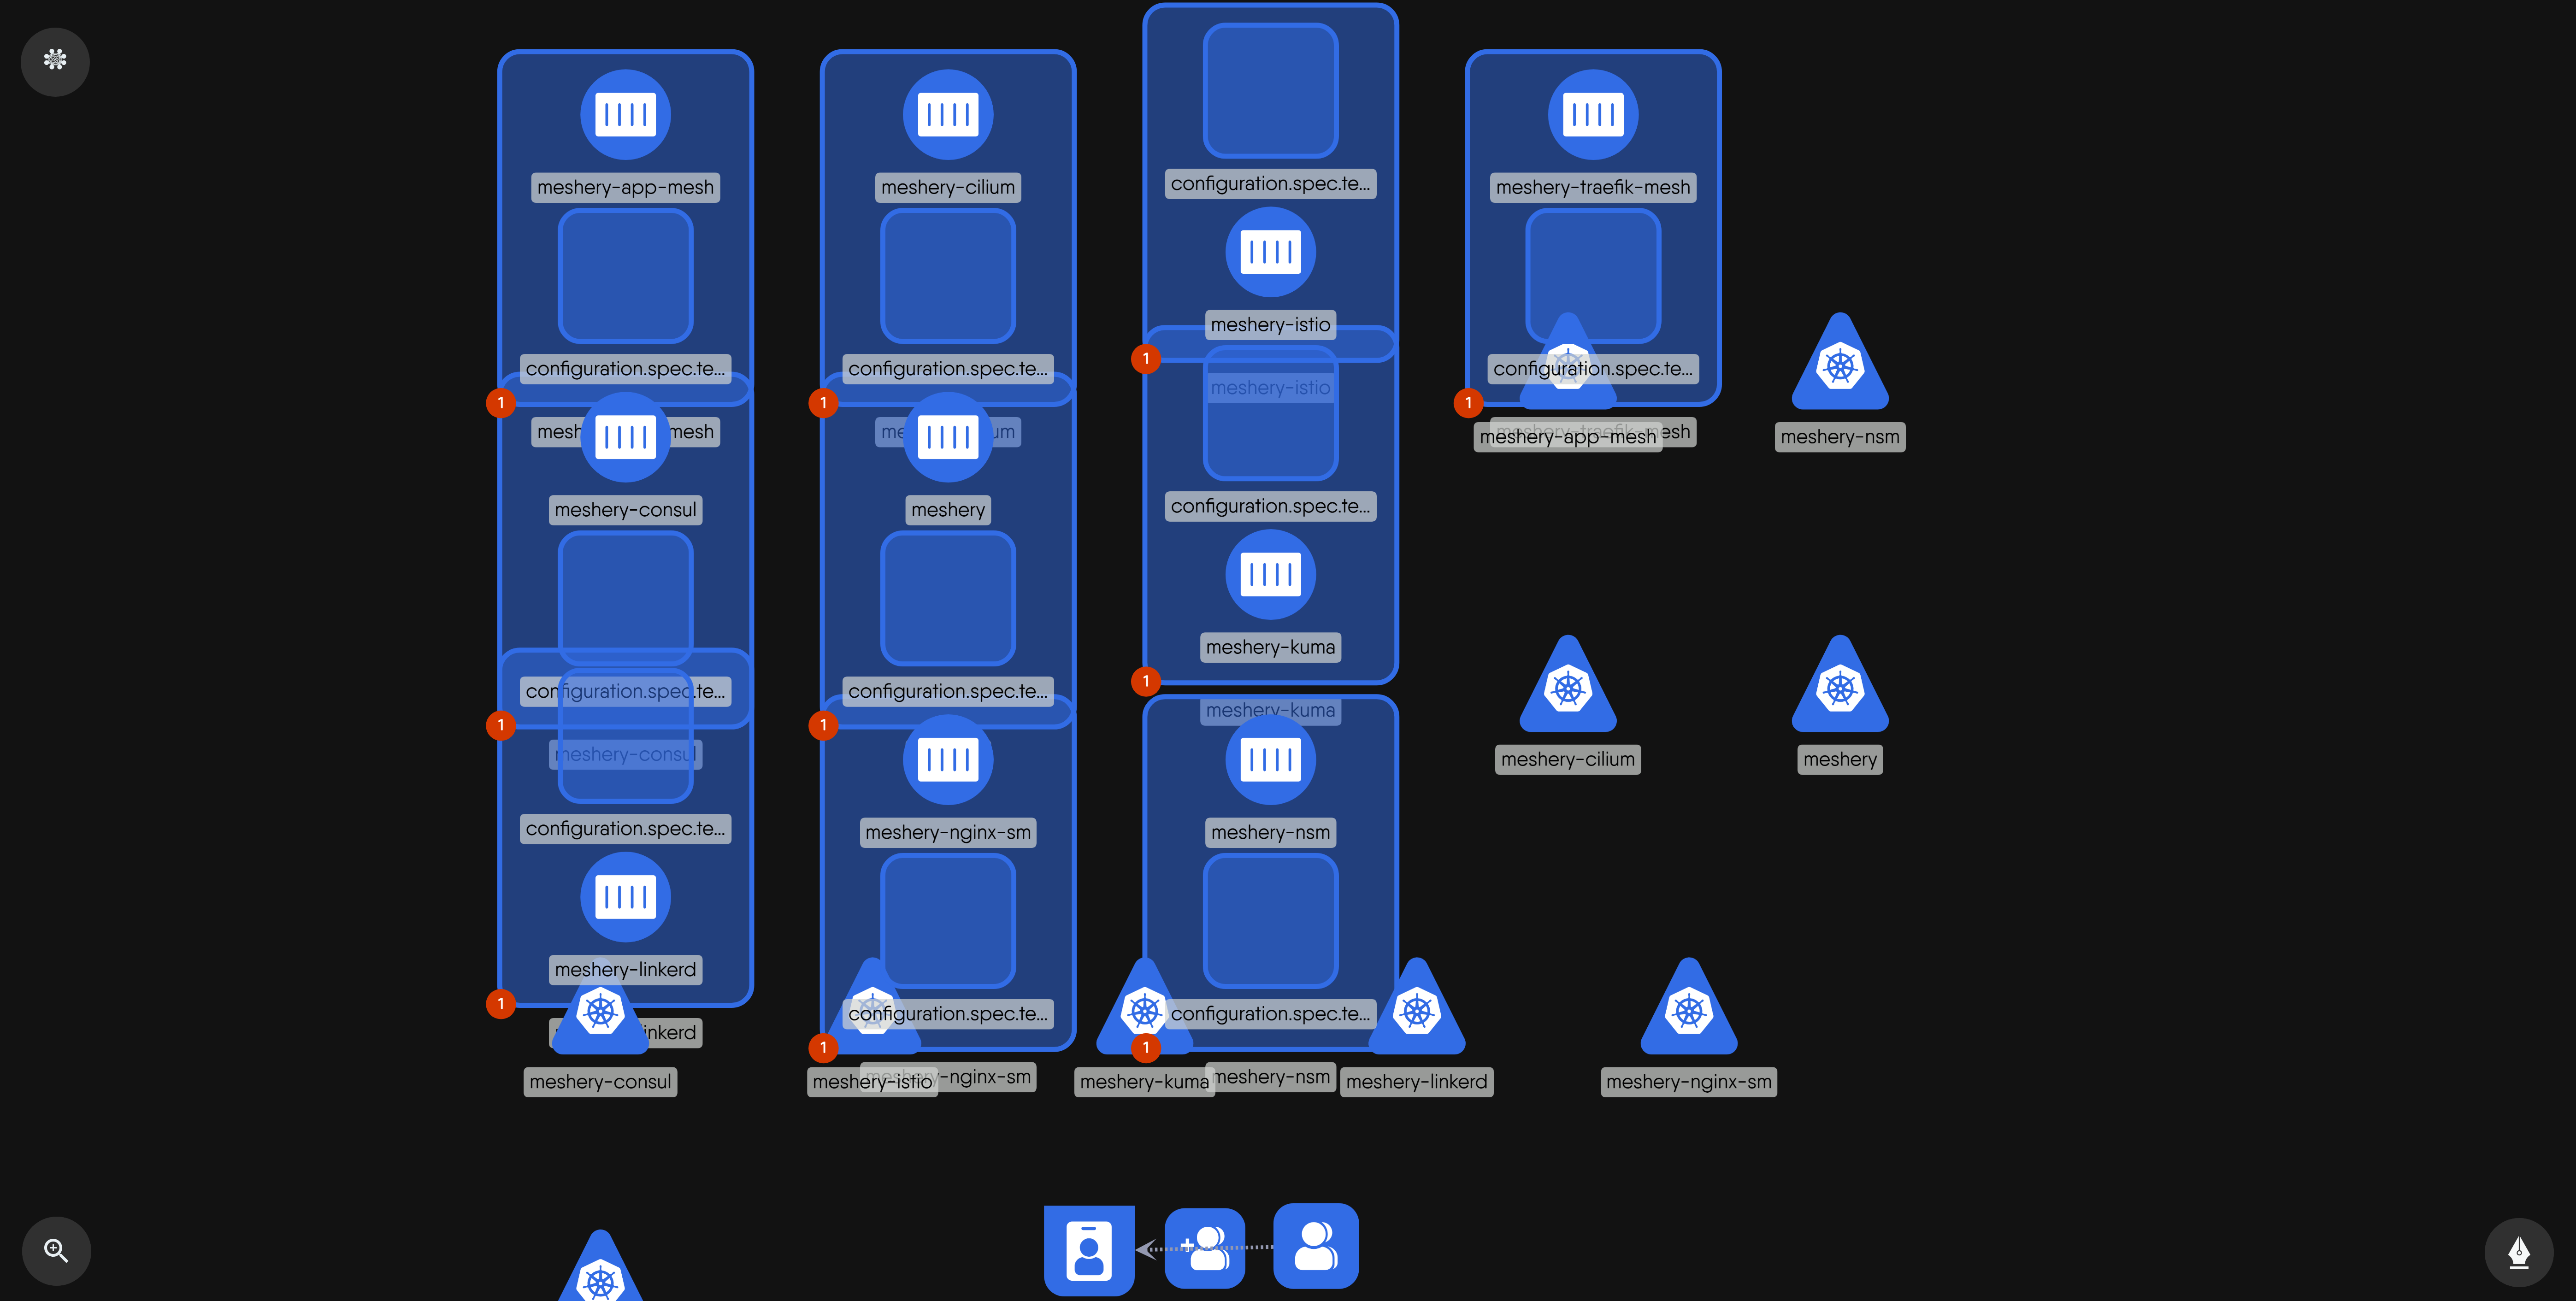 configuration.spec.te...
meshery-app-mesh
meshery-cilium
meshery-traefik-mesh
meshery-istio
configuration.spec.te...
configuration.spec.te...
1
configuration.spec.te...
meshery-istio
1
1
1
mesh
mesh
meshery-traefik-mesh
meshery-app-mesh
meshery-nsm
meshery-consul
meshery
configuration.spec.te...
meshery-kuma
1
configuration.spec.te...
configuration.spec.te...
meshery-kuma
1
1
meshery-consul
meshery-cilium
meshery
configuration.spec.te...
meshery-nginx-sm
meshery-nsm
meshery-linkerd
1
configuration.spec.te...
configuration.spec.te...
inkerd
1
1
meshery-nginx-sm
meshery-nsm
meshery-consul
meshery-istio
meshery-kuma
meshery-linkerd
meshery-nginx-sm